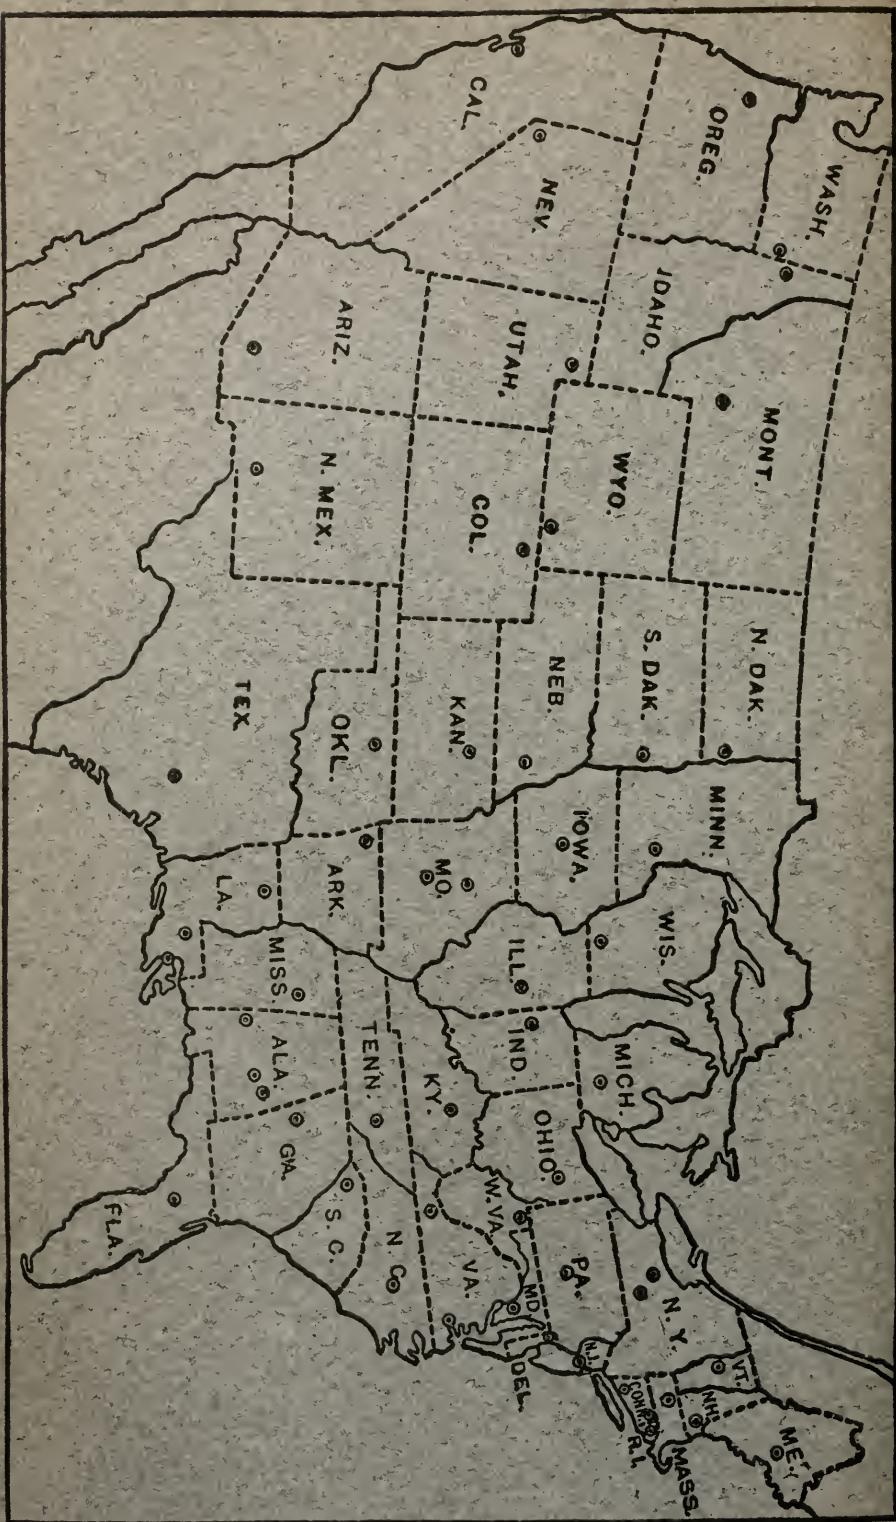 WASH.
OREG.
CAL.
NEV.
IDAHO.
MONT.
WYO.
UTAH.
ARIZ.
COL.
N. MEX.
N. DAK.
S. DAK.
NEB.
KAN.
OKL.
TEX
MINN.
IOWA.
MO.
ARK.
LA.
WIS.
ILL.
MICH.
IND.
OHIO.
KY.
TENN.
MISS.
ALA.
GA.
FLA.
S. C.
N C
VA.
W.VA.
MD.
DEL.
PA.
N.J.
N. Y.
CONN.
R.I.
MASS.
VT.
N.H.
ME.